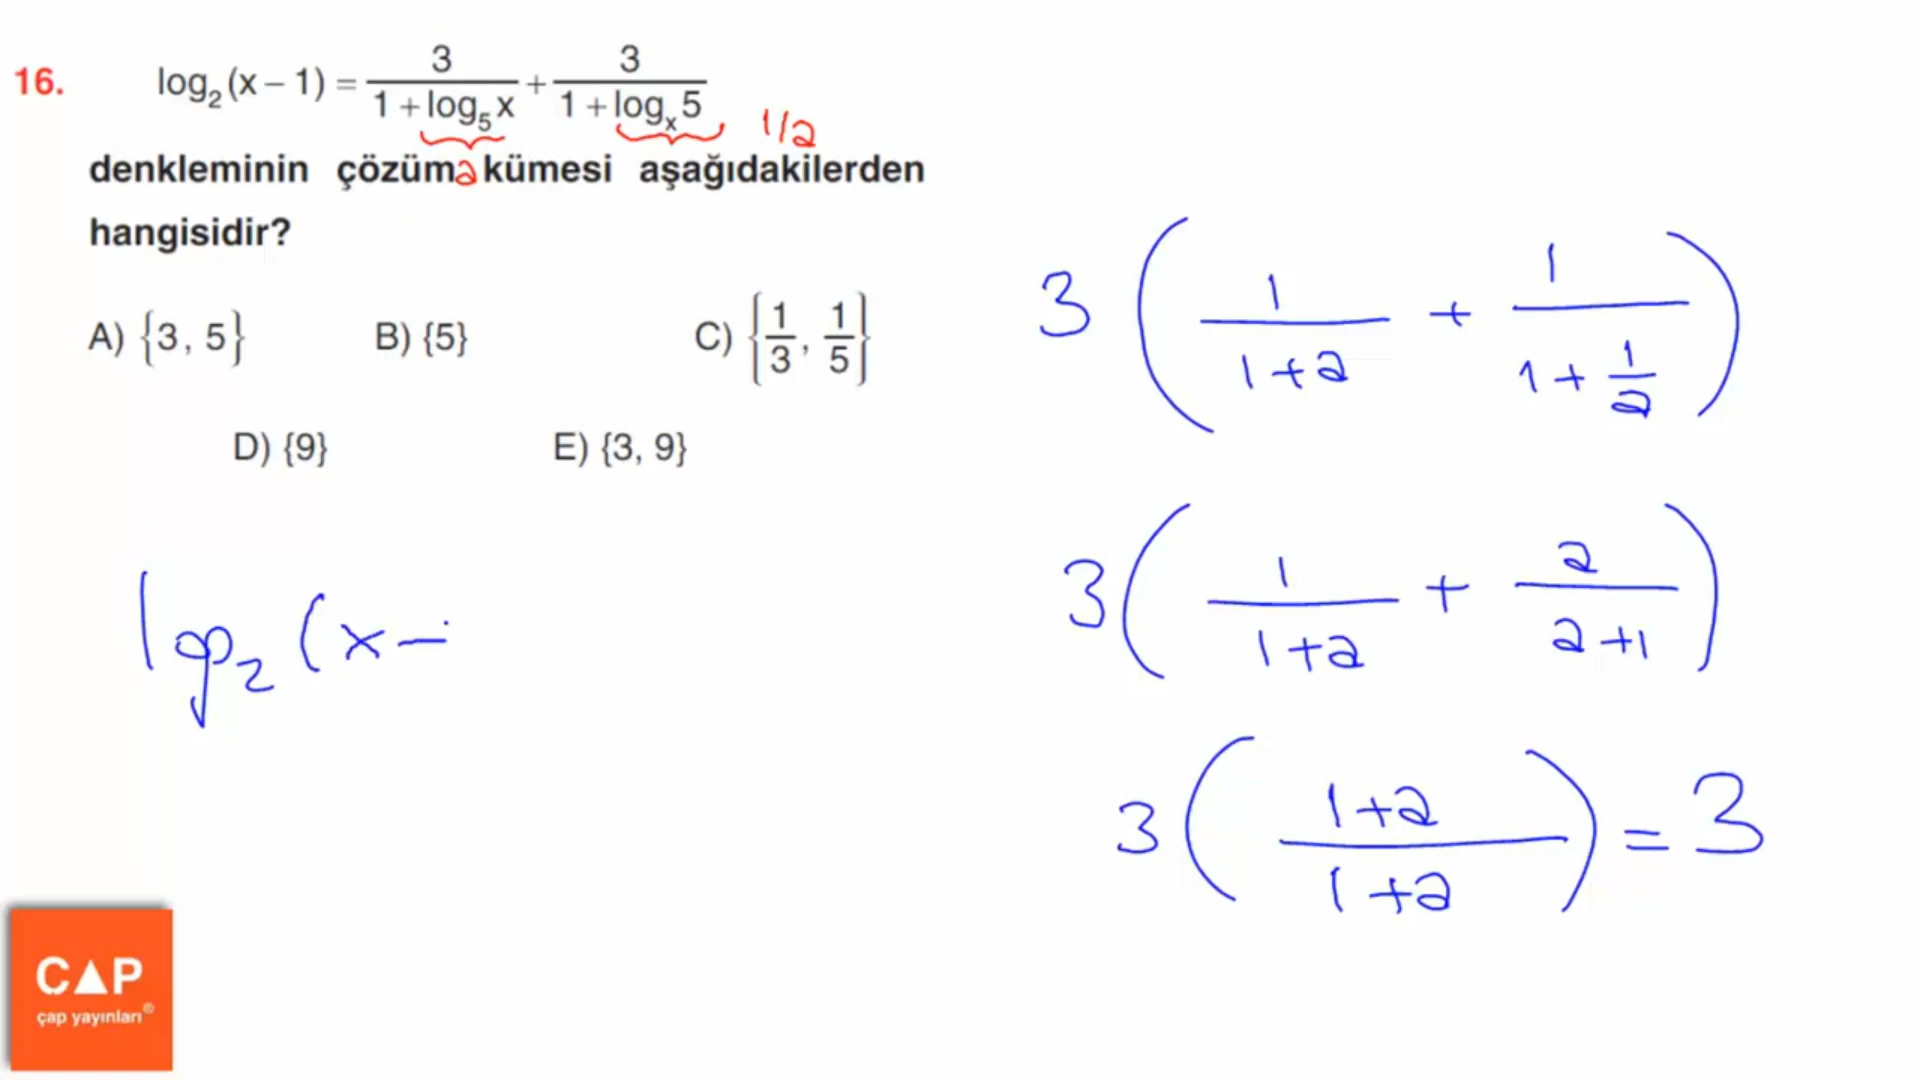 16. log₂(x – 1) = 3/(1 + log₅x) + 3/(1 + logₓ5)
a 1/a
denkleminin çözüm kümesi aşağıdakilerden
hangisidir?
A) {3, 5} B) {5} C) {1/3, 1/5}
D) {9} E) {3, 9}
3 ( 1/(1+a) + 1/(1+1/a) )
3 ( 1/(1+a) + a/(a+1) )
3 ( (1+a)/(1+a) ) = 3
log₂ (x –
CAP
çap yayınları®